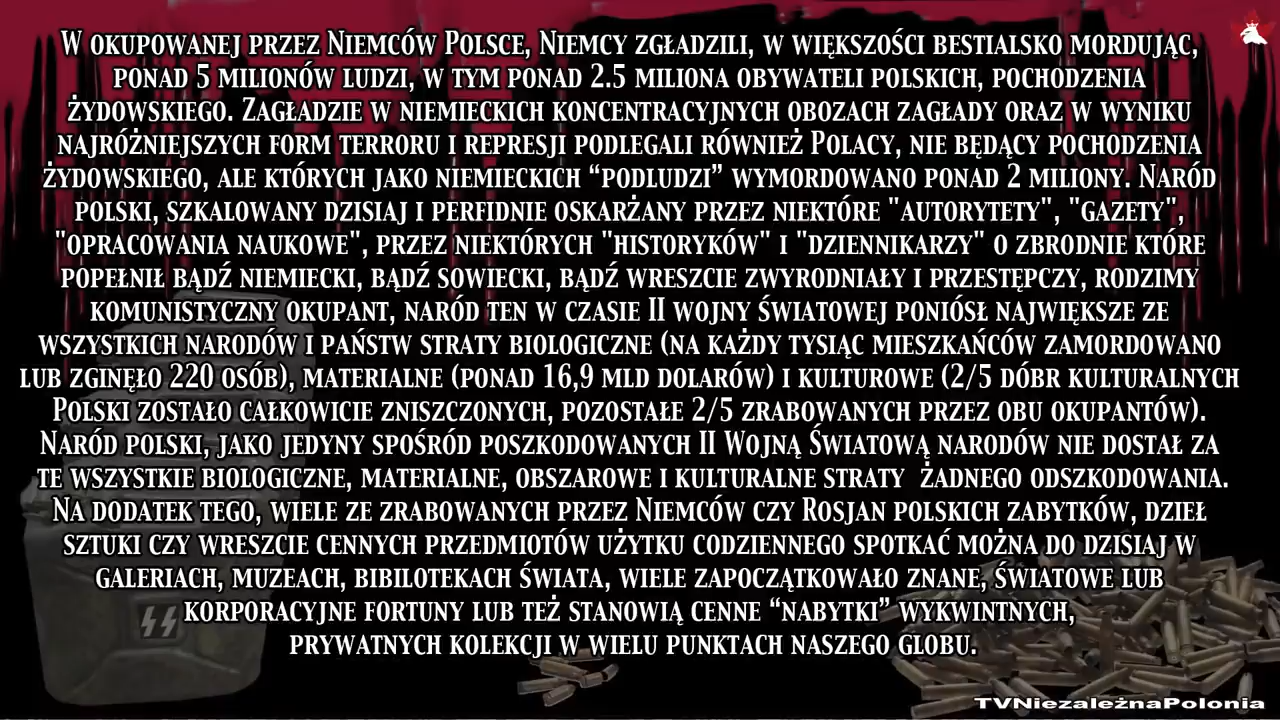 W okupowanej przez Niemców Polsce, Niemcy zgładzili, w większości bestialsko mordując,
ponad 5 milionów ludzi, w tym ponad 2.5 miliona obywateli polskich, pochodzenia
żydowskiego. Zagładzie w niemieckich koncentracyjnych obozach zagłady oraz w wyniku
najróżniejszych form terroru i represji podlegali również Polacy, nie będący pochodzenia
żydowskiego, ale których jako niemieckich “podludzi” wymordowano ponad 2 miliony. Naród
polski, szkalowany dzisiaj i perfidnie oskarżany przez niektóre "autorytety", "gazety",
"opracowania naukowe", przez niektórych "historyków" i "dziennikarzy" o zbrodnie które
popełnił bądź niemiecki, bądź sowiecki, bądź wreszcie zwyrodniały i przestępczy, rodzimy
komunistyczny okupant, naród ten w czasie II wojny światowej poniósł największe ze
wszystkich narodów i państw straty biologiczne (na każdy tysiąc mieszkańców zamordowano
lub zginęło 220 osób), materialne (ponad 16,9 mld dolarów) i kulturowe (2/5 dóbr kulturalnych
Polski zostało całkowicie zniszczonych, pozostałe 2/5 zrabowanych przez obu okupantów).
Naród polski, jako jedyny spośród poszkodowanych II Wojną Światową narodów nie dostał za
te wszystkie biologiczne, materialne, obszarowe i kulturalne straty żadnego odszkodowania.
Na dodatek tego, wiele ze zrabowanych przez Niemców czy Rosjan polskich zabytków, dzieł
sztuki czy wreszcie cennych przedmiotów użytku codziennego spotkać można do dzisiaj w
galeriach, muzeach, bibilotekach świata, wiele zapoczątkowało znane, światowe lub
korporacyjne fortuny lub też stanowią cenne “nabytki” wykwintnych,
prywatnych kolekcji w wielu punktach naszego globu.
TVNiezależnaPolonia